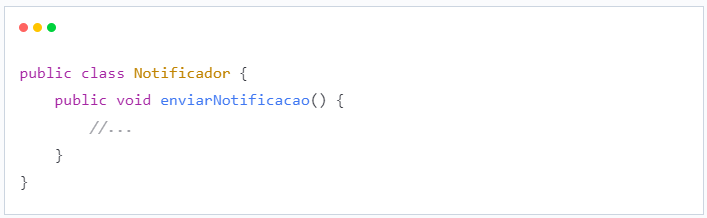 public class Notificador {
    public void enviarNotificacao() {
        //...
    }
}